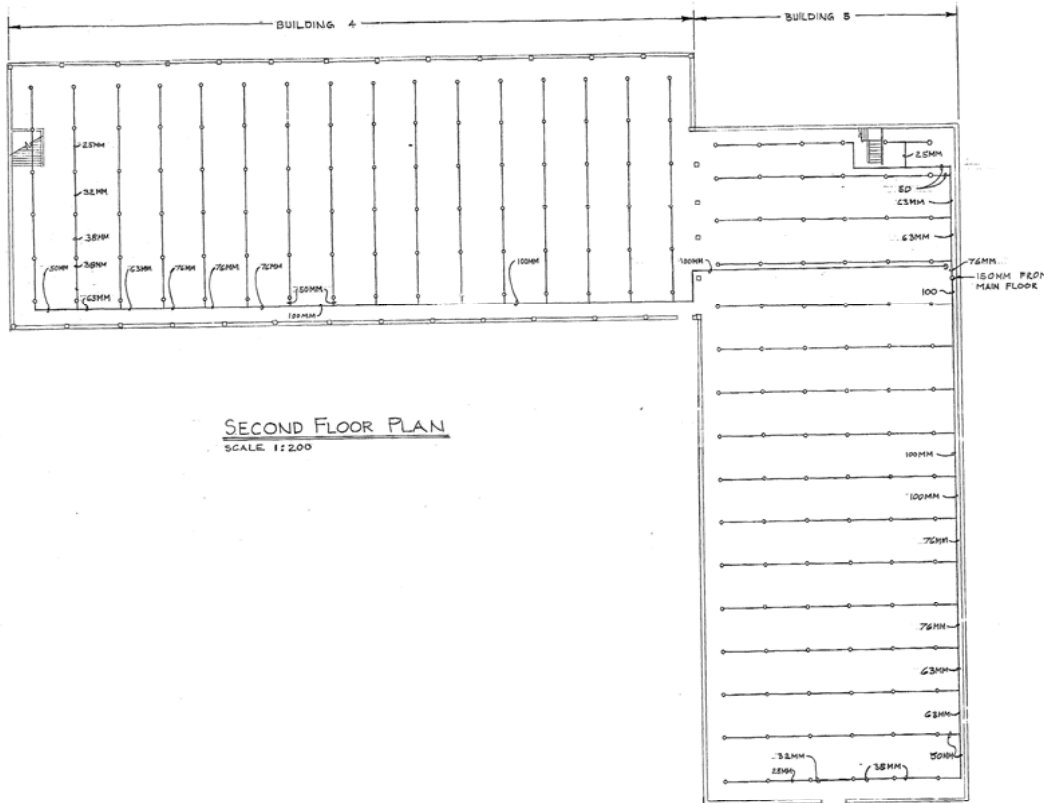 BUILDING 4
BUILDING 5
25MM
32MM
38MM
38MM
50MM
63MM
63MM
76MM
76MM
76MM
50MM
100MM
100MM
100MM
25MM
50
63MM
63MM
76MM
150MM FROM
MAIN FLOOR
100
100MM
100MM
76MM
76MM
63MM
63MM
50MM
32MM
25MM
38MM
SECOND FLOOR PLAN
SCALE 1:200